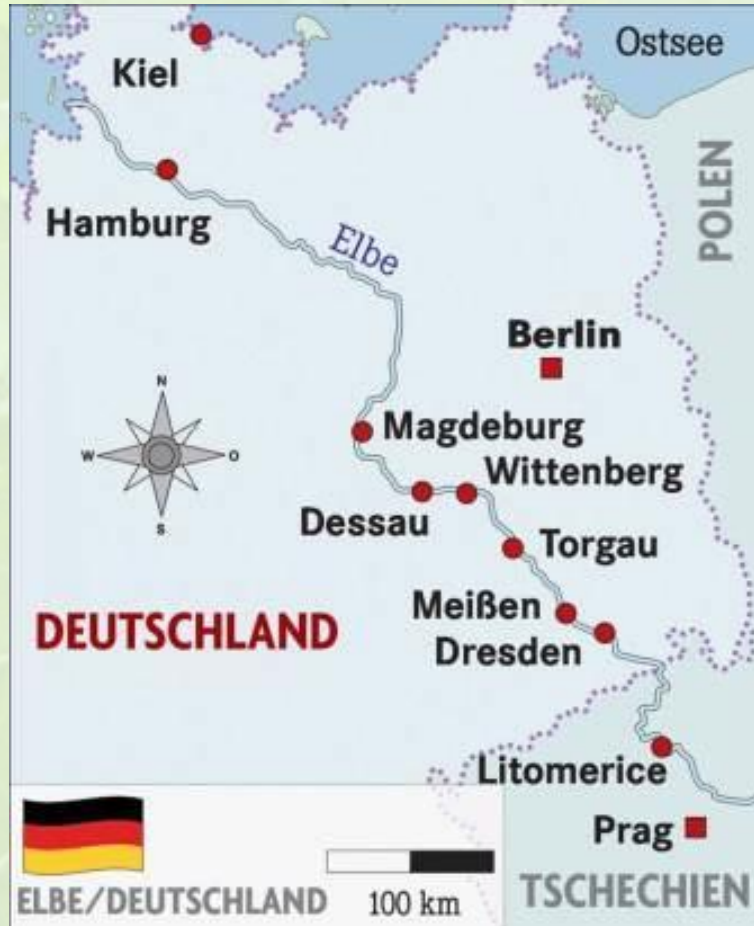 Ostsee
Kiel
POLEN
Hamburg
Elbe
Berlin
N
W
O
S
Magdeburg
Wittenberg
Dessau
Torgau
Meißen
DEUTSCHLAND
Dresden
Litomerice
Prag
ELBE/DEUTSCHLAND
100 km
TSCHECHIEN